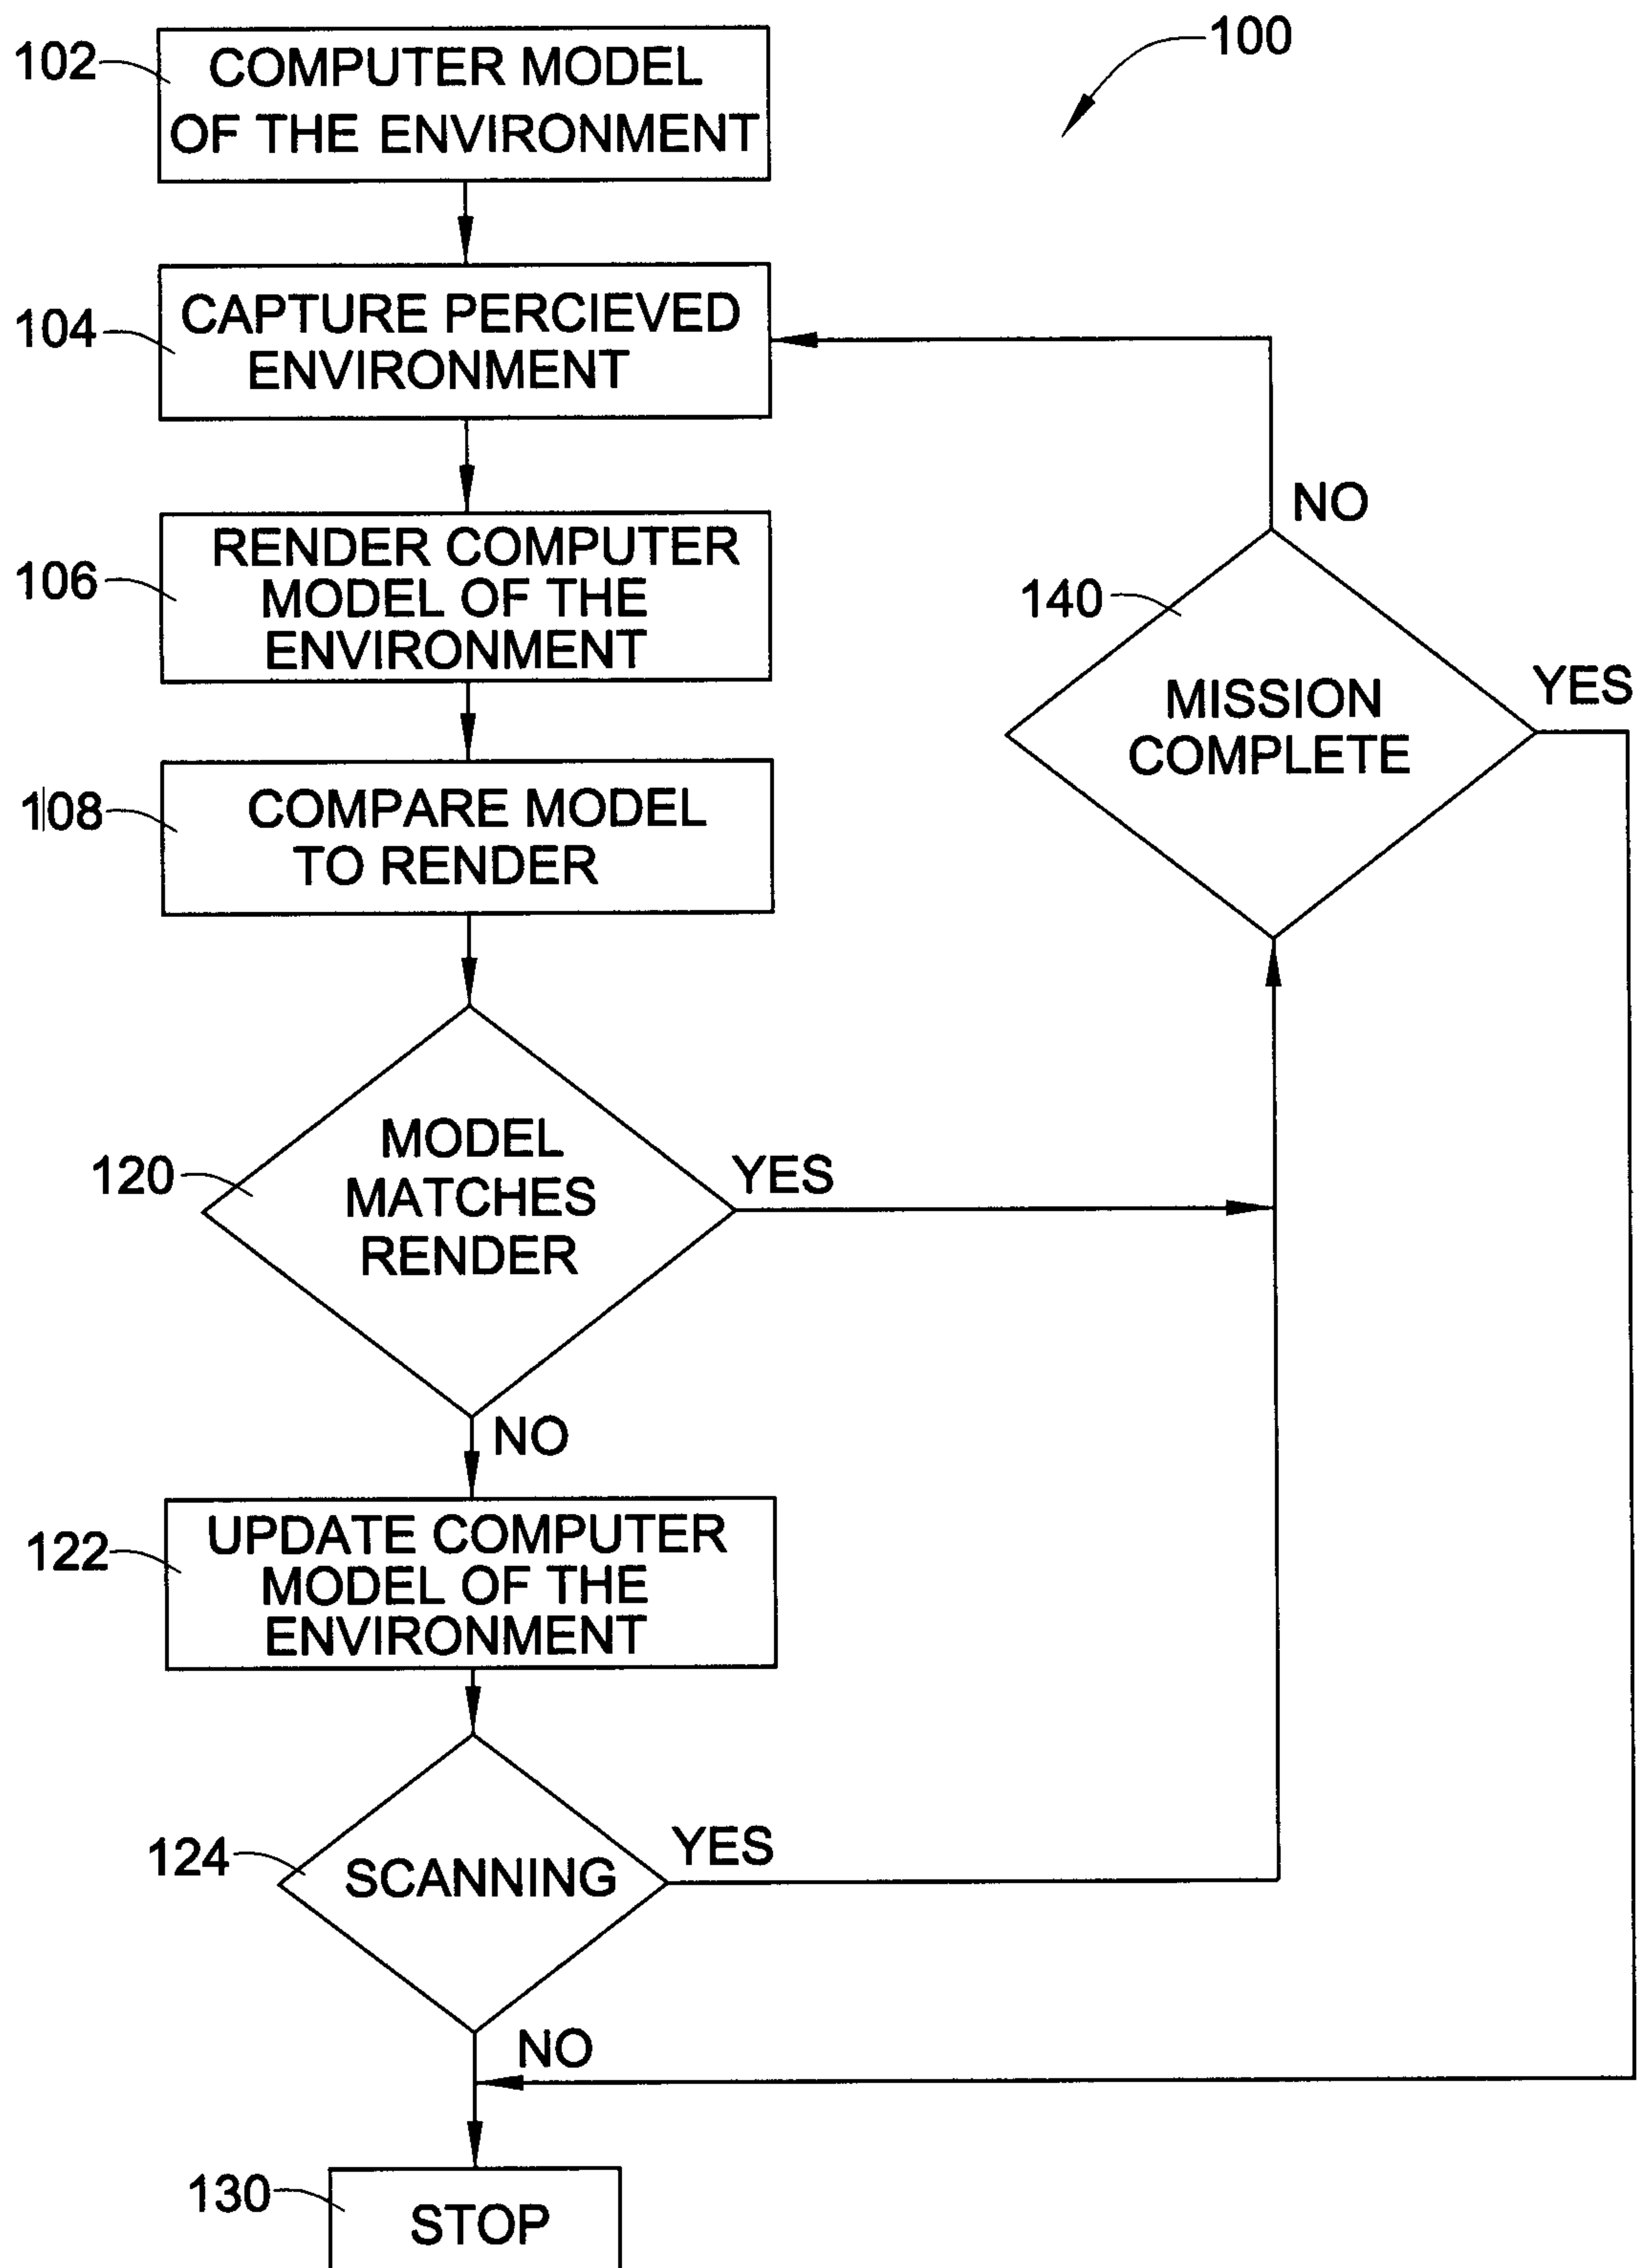 100
102
COMPUTER MODEL
OF THE ENVIRONMENT
104
CAPTURE PERCIEVED
ENVIRONMENT
106
RENDER COMPUTER
MODEL OF THE
ENVIRONMENT
108
COMPARE MODEL
TO RENDER
120
MODEL
MATCHES
RENDER
YES
NO
122
UPDATE COMPUTER
MODEL OF THE
ENVIRONMENT
124
SCANNING
YES
NO
130
STOP
140
MISSION
COMPLETE
NO
YES